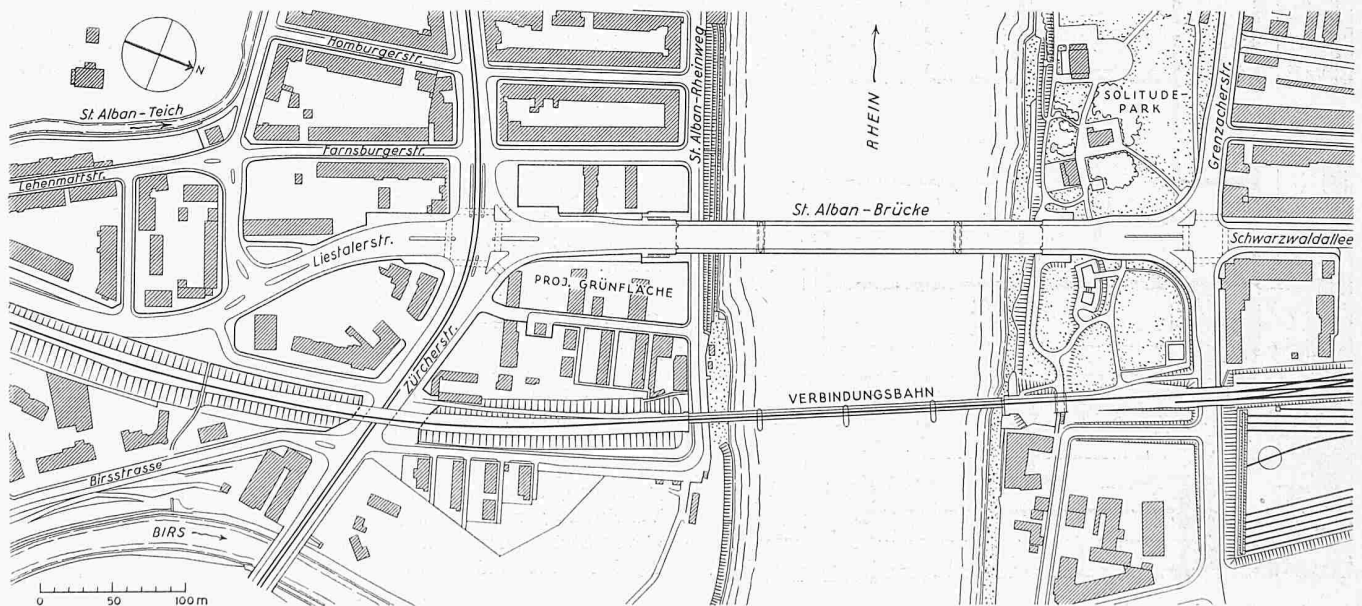 N
Homburgerstr.
St. Alban-Teich
Farnsburgerstr.
Lehenmattstr.
St. Alban-Rheinweg
RHEIN
SOLITUDE-
PARK
Grenzacherstr.
St. Alban-Brücke
Schwarzwaldallee
Liestalerstr.
PROJ. GRÜNFLÄCHE
Zürcherstr.
VERBINDUNGSBAHN
Birsstrasse
BIRS
0 50 100 m